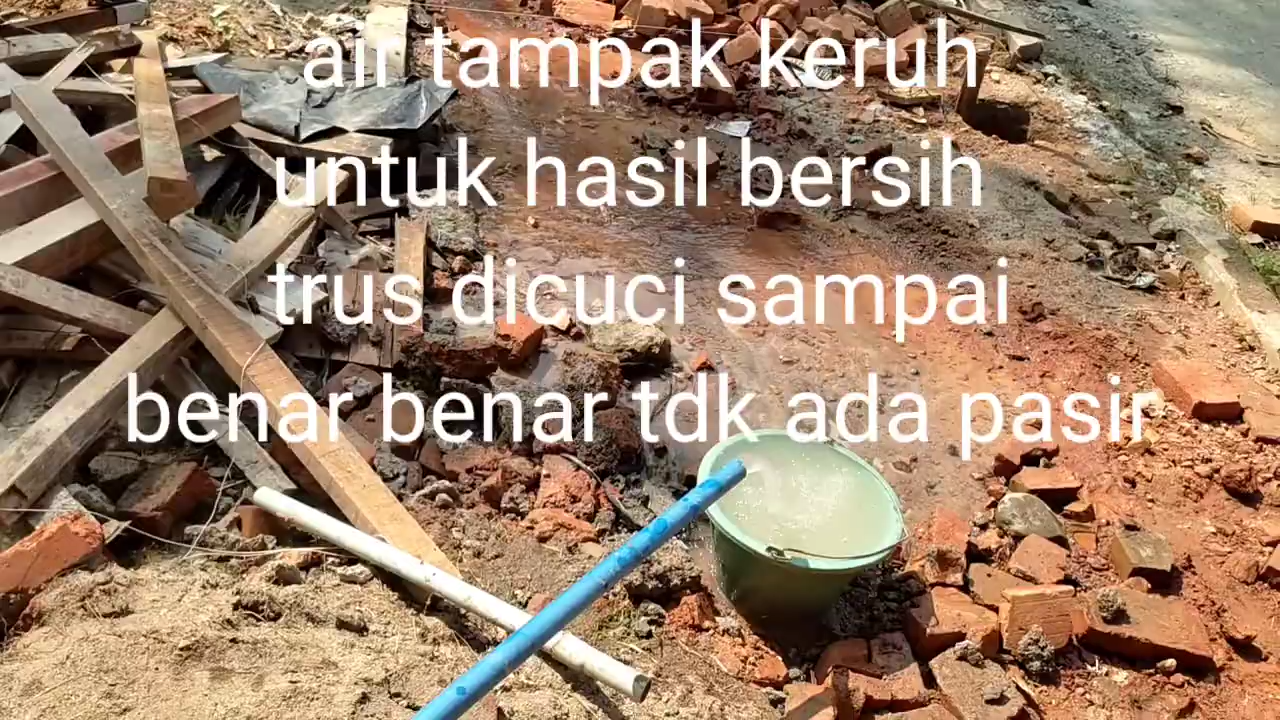 air tampak keruh
untuk hasil bersih
trus dicuci sampai
benar benar tdk ada pasir